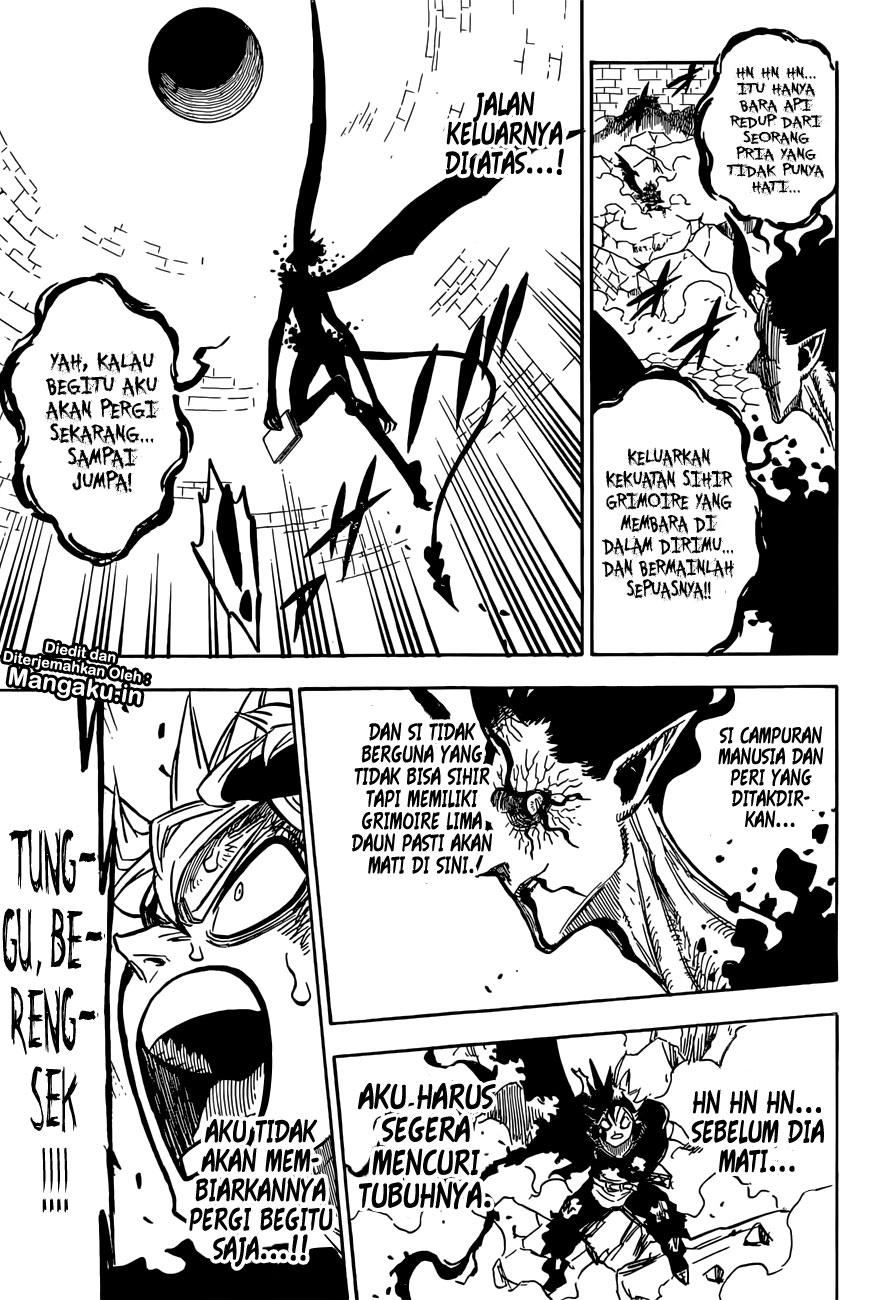 HN HN HN...
ITU HANYA
BARA API
REDUP DARI
SEORANG
PRIA YANG
TIDAK PUNYA
HATI...
KELUARKAN
KEKUATAN SIHIR
GRIMOIRE YANG
MEMBARA DI
DALAM DIRIMU...
DAN BERMAINLAH
SEPUASNYA!!
JALAN
KELUARNYA
DI ATAS...!
YAH, KALAU
BEGITU AKU
AKAN PERGI
SEKARANG...
SAMPAI
JUMPA!
Diedit dan
Diterjemahkan Oleh :
Mangaku.in
SI CAMPURAN
MANUSIA DAN
PERI YANG
DITAKDIR-
KAN...
DAN SI TIDAK
BERGUNA YANG
TIDAK BISA SIHIR
TAPI MEMILIKI
GRIMOIRE LIMA
DAUN PASTI AKAN
MATI DI SINI.!
HN HN HN...
SEBELUM DIA
MATI...
AKU HARUS
SEGERA
MENCURI
TUBUHNYA.
AKU TIDAK
AKAN MEM-
BIARKANNYA
PERGI BEGITU
SAJA...!!
TUNG-
GU, BE-
RENG-
SEK
!!!!